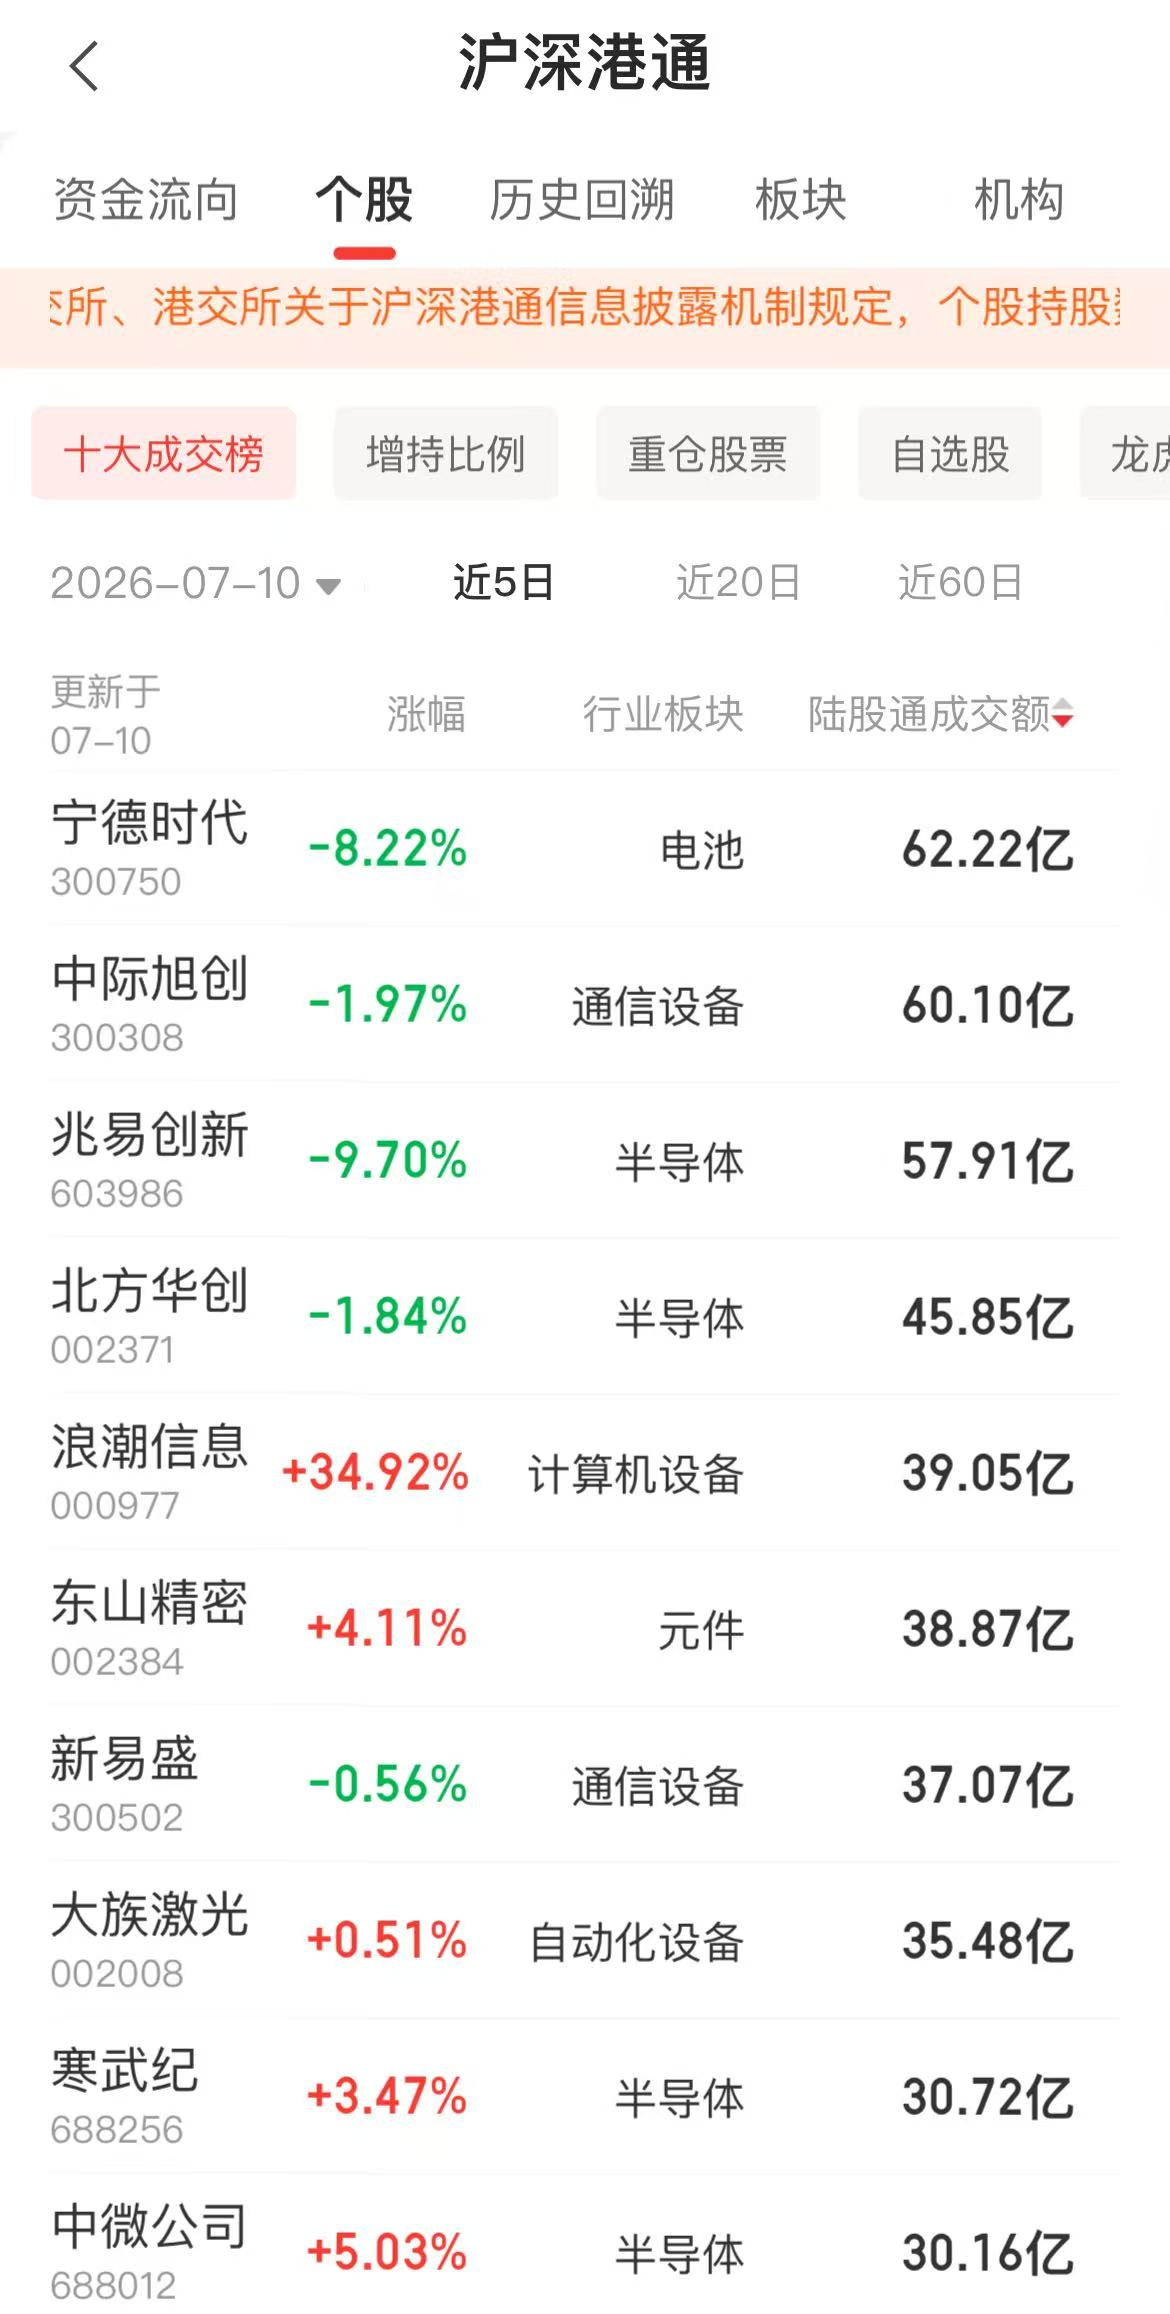 沪深港通
资金流向 个股 历史回溯 板块 机构
交所、港交所关于沪深港通信息披露机制规定，个股持股数
十大成交榜 增持比例 重仓股票 自选股 龙虎
2026-07-10 近5日 近20日 近60日
更新于
07-10 涨幅 行业板块 陆股通成交额
宁德时代 -8.22% 电池 62.22亿
300750
中际旭创 -1.97% 通信设备 60.10亿
300308
兆易创新 -9.70% 半导体 57.91亿
603986
北方华创 -1.84% 半导体 45.85亿
002371
浪潮信息 +34.92% 计算机设备 39.05亿
000977
东山精密 +4.11% 元件 38.87亿
002384
新易盛 -0.56% 通信设备 37.07亿
300502
大族激光 +0.51% 自动化设备 35.48亿
002008
寒武纪 +3.47% 半导体 30.72亿
688256
中微公司 +5.03% 半导体 30.16亿
688012